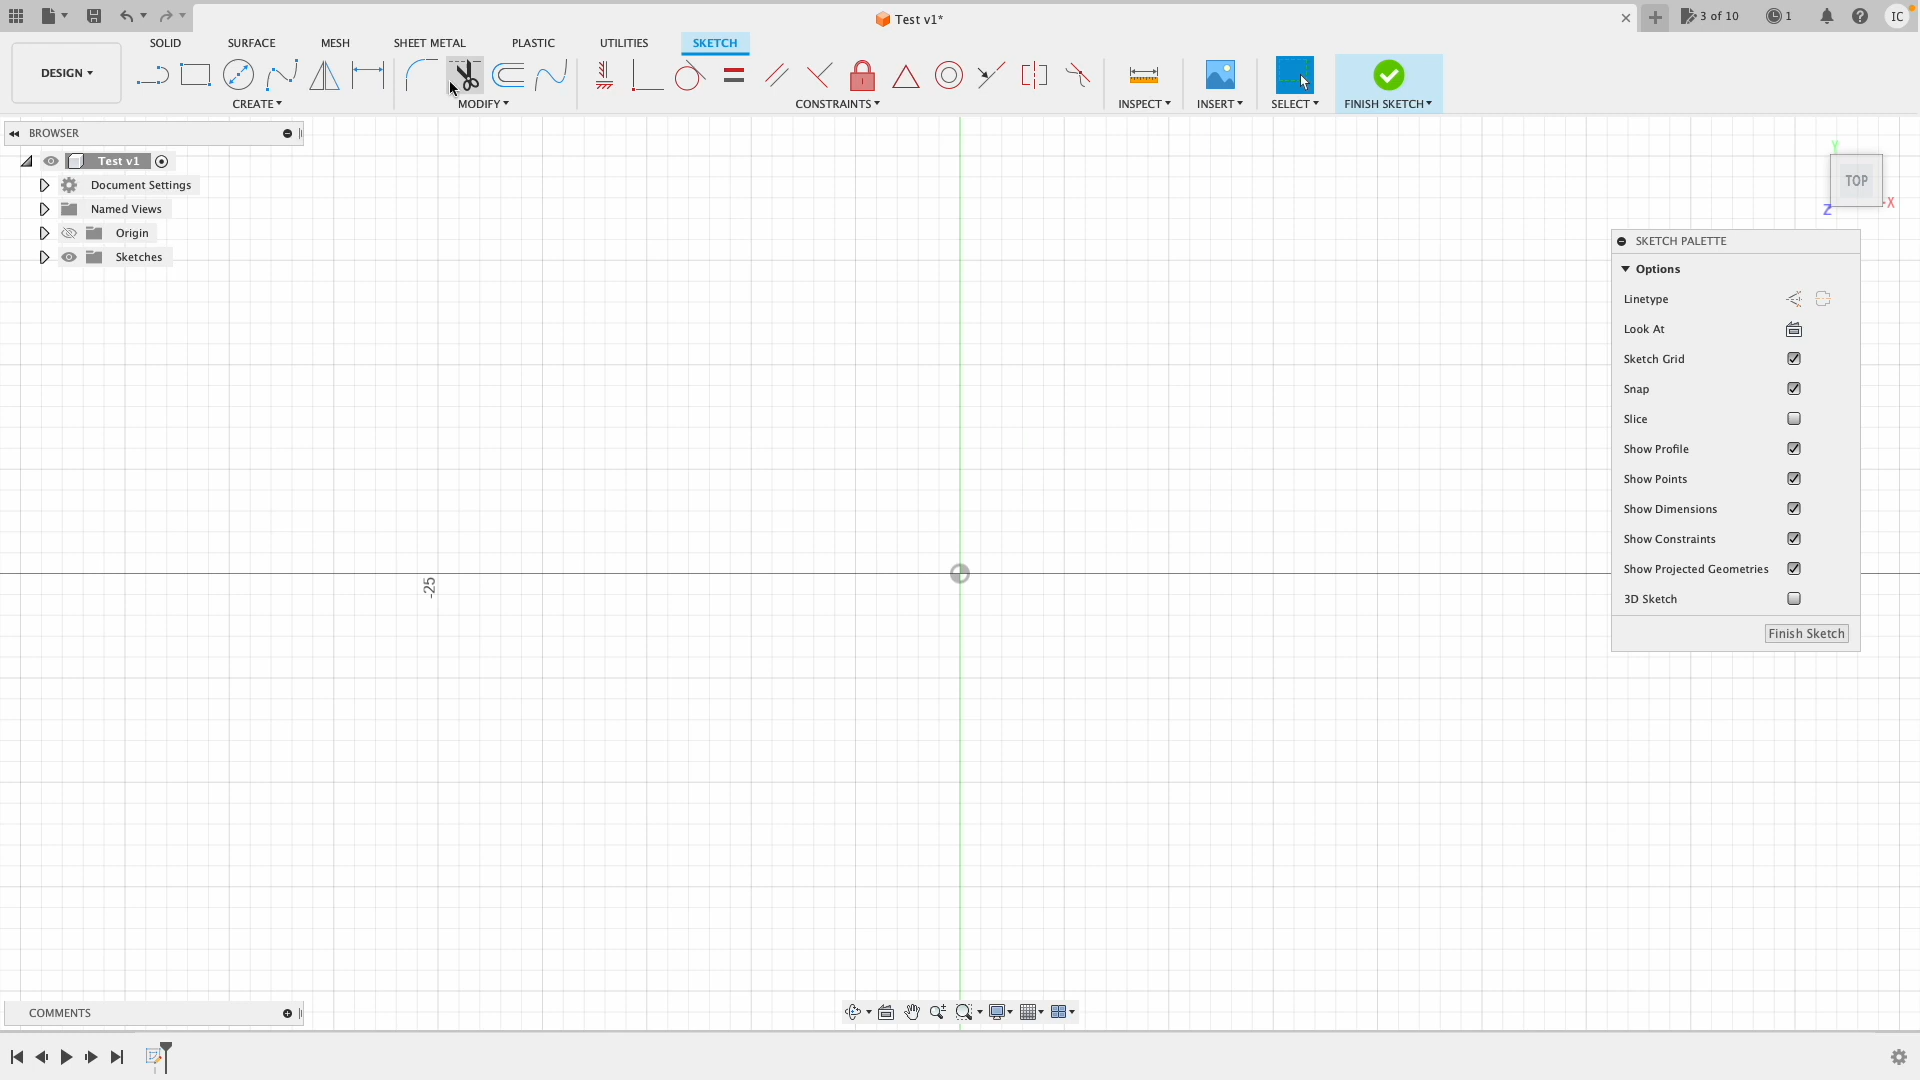 Test v1*
3 of 10
1
IC
DESIGN
SOLID
SURFACE
MESH
SHEET METAL
PLASTIC
UTILITIES
SKETCH
CREATE
MODIFY
CONSTRAINTS
INSPECT
INSERT
SELECT
FINISH SKETCH
BROWSER
Test v1
Document Settings
Named Views
Origin
Sketches
Y
TOP
X
Z
SKETCH PALETTE
Options
Linetype
Look At
Sketch Grid
Snap
Slice
Show Profile
Show Points
Show Dimensions
Show Constraints
Show Projected Geometries
3D Sketch
Finish Sketch
-25
COMMENTS